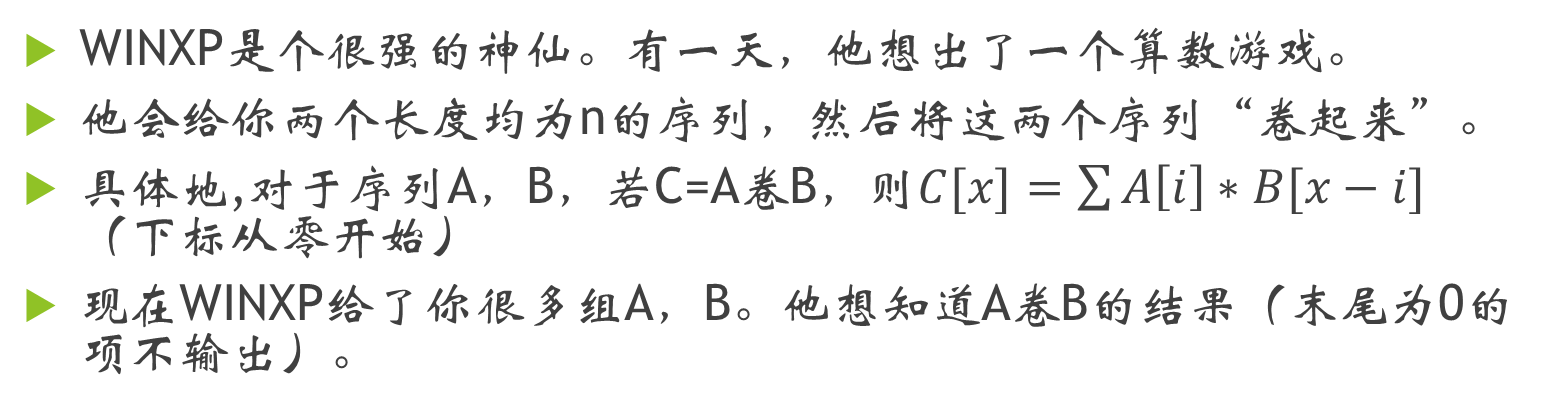 WINXP是个很强的神仙。有一天，他想出了一个算数游戏。
他会给你两个长度均为n的序列，然后将这两个序列“卷起来”。
具体地,对于序列A，B，若C=A卷B，则C[x] = ∑ A[i] ∗ B[x − i]
（下标从零开始）
现在WINXP给了你很多组A，B。他想知道A卷B的结果（末尾为0的
项不输出）。